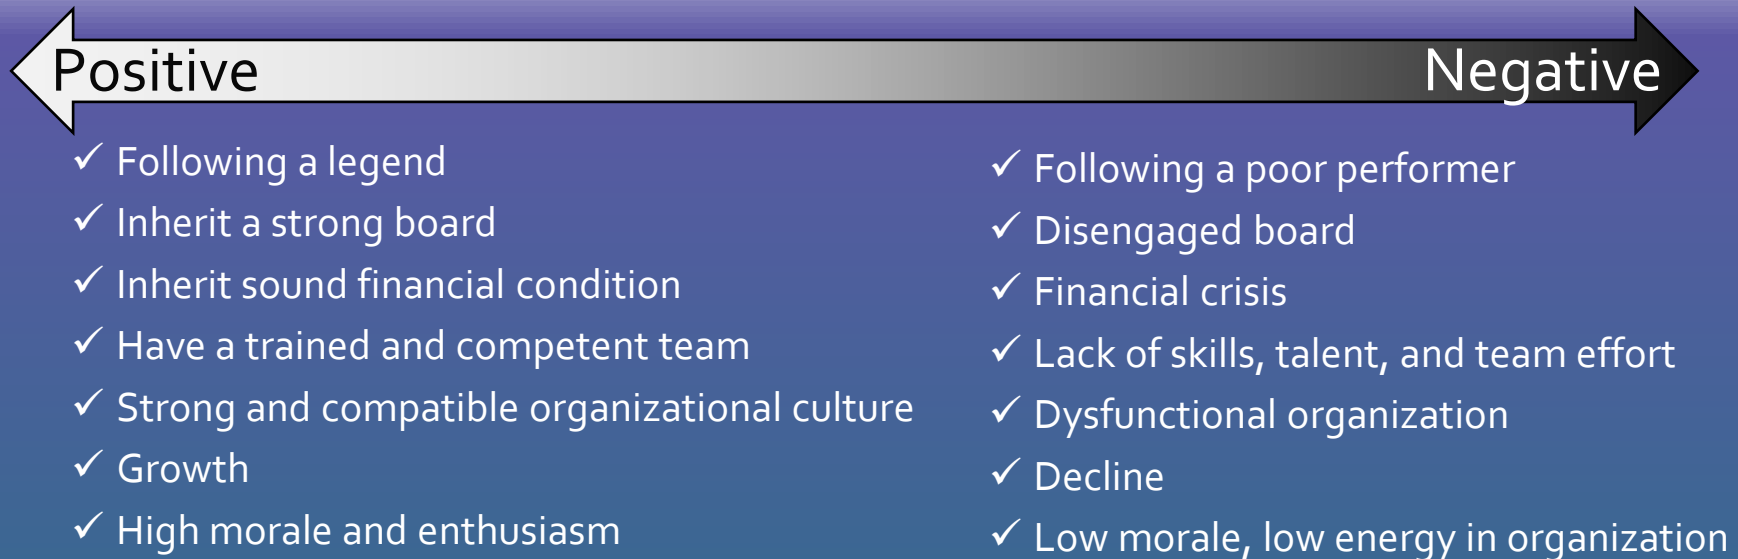 Positive
Negative
✓ Following a legend
✓ Inherit a strong board
✓ Inherit sound financial condition
✓ Have a trained and competent team
✓ Strong and compatible organizational culture
✓ Growth
✓ High morale and enthusiasm
✓ Following a poor performer
✓ Disengaged board
✓ Financial crisis
✓ Lack of skills, talent, and team effort
✓ Dysfunctional organization
✓ Decline
✓ Low morale, low energy in organization